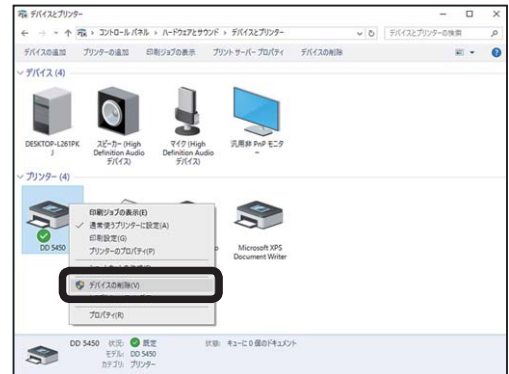 デバイスとプリンター
コントロール パネル › ハードウェアとサウンド › デバイスとプリンター
デバイスとプリンターの検索
デバイスの追加 プリンターの追加 印刷ジョブの表示 プリント サーバー プロパティ デバイスの削除
デバイス (4)
DESKTOP-L261PK
J
スピーカー (High
Definition Audio
デバイス)
マイク (High
Definition Audio
デバイス)
汎用非 PnP モニタ
ー
プリンター (4)
DD 5450
印刷ジョブの表示(E)
通常使うプリンターに設定(A)
印刷設定(G)
プリンターのプロパティ(P)
デバイスの削除(V)
プロパティ(R)
Microsoft XPS
Document Writer
DD 5450 状況: 既定 状態: キューに 0 個のドキュメント
モデル: DD 5450
カテゴリ: プリンター